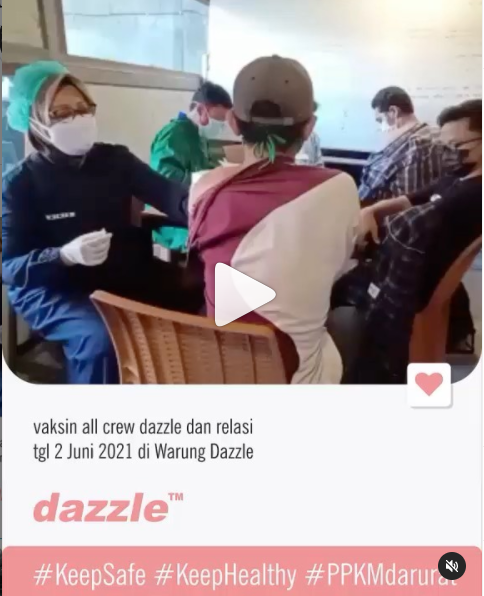 vaksin all crew dazzle dan relasi
tgl 2 Juni 2021 di Warung Dazzle
dazzle™
#KeepSafe #KeepHealthy #PPKMdarurat